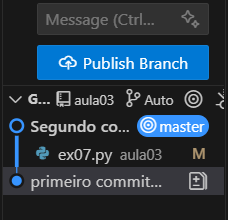 Message (Ctrl...
Publish Branch
G... aula03 Auto
Segundo co... master
ex07.py aula03 M
primeiro commit...